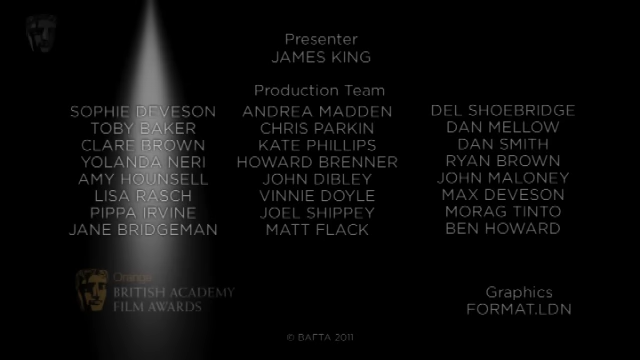 Presenter
JAMES KING
Production Team
SOPHIE DEVESON
TOBY BAKER
CLARE BROWN
YOLANDA NERI
AMY HOUNSELL
LISA RASCH
PIPPA IRVINE
JANE BRIDGEMAN
ANDREA MADDEN
CHRIS PARKIN
KATE PHILLIPS
HOWARD BRENNER
JOHN DIBLEY
VINNIE DOYLE
JOEL SHIPPEY
MATT FLACK
DEL SHOEBRIDGE
DAN MELLOW
DAN SMITH
RYAN BROWN
JOHN MALONEY
MAX DEVESON
MORAG TINTO
BEN HOWARD
Orange
BRITISH ACADEMY
FILM AWARDS
Graphics
FORMAT.LDN
© BAFTA 2011